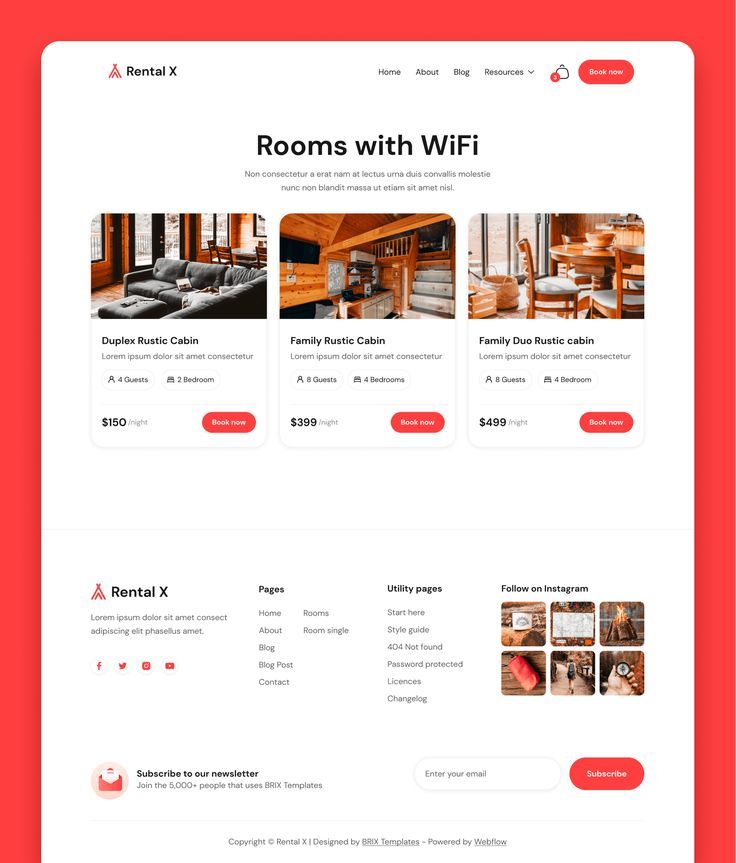 Rental X
Home About Blog Resources 3 Book now
Rooms with WiFi
Non consectetur a erat nam at lectus urna duis convallis molestie
nunc non blandit massa ut etiam sit amet nisl.
Duplex Rustic Cabin
Lorem ipsum dolor sit amet consectetur
4 Guests 2 Bedroom
$150 /night Book now
Family Rustic Cabin
Lorem ipsum dolor sit amet consectetur
8 Guests 4 Bedrooms
$399 /night Book now
Family Duo Rustic cabin
Lorem ipsum dolor sit amet consectetur
8 Guests 4 Bedroom
$499 /night Book now
Rental X
Lorem ipsum dolor sit amet consect
adipiscing elit phasellus amet.
Pages
Home Rooms
About Room single
Blog
Blog Post
Contact
Utility pages
Start here
Style guide
404 Not found
Password protected
Licences
Changelog
Follow on Instagram
Subscribe to our newsletter
Join the 5,000+ people that uses BRIX Templates
Enter your email Subscribe
Copyright © Rental X | Designed by BRIX Templates - Powered by Webflow